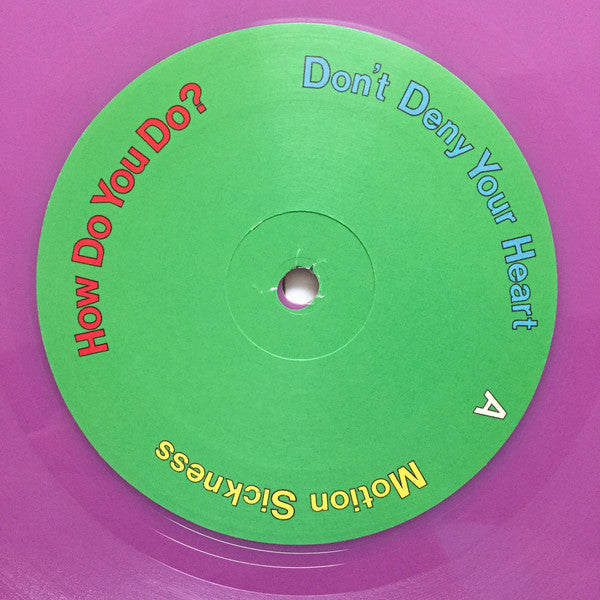 How Do You Do?
Don't Deny Your Heart
A
Motion Sickness